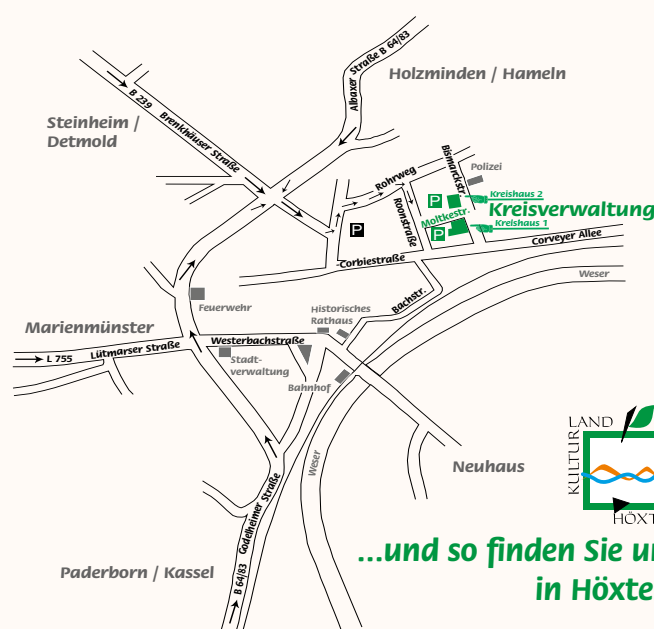 Albaxer Straße B 64/83
Holzminden / Hameln
B 239 Brenkhäuser Straße
Steinheim /
Detmold
Bismarckstr.
Polizei
Rohrweg
Kreishaus 2
P
P
Roonstraße
Moltkestr.
Kreisverwaltung
Kreishaus 1
P
Corveyer Allee
Corbiestraße
Weser
Bachstr.
Feuerwehr
Historisches
Rathaus
Marienmünster
Westerbachstraße
L 755 Lütmarser Straße
Stadt-
verwaltung
Bahnhof
Weser
Neuhaus
KULTUR
LAND
HÖXT
B 64/83 Godelheimer Straße
Paderborn / Kassel
...und so finden Sie un
in Höxte